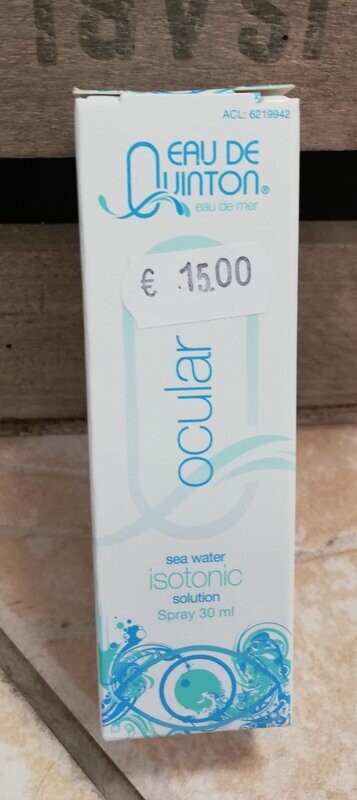 ACL: 6219942
EAU DE
QUINTON®
eau de mer
€ 15.00
ocular
sea water
isotonic
solution
Spray 30 ml